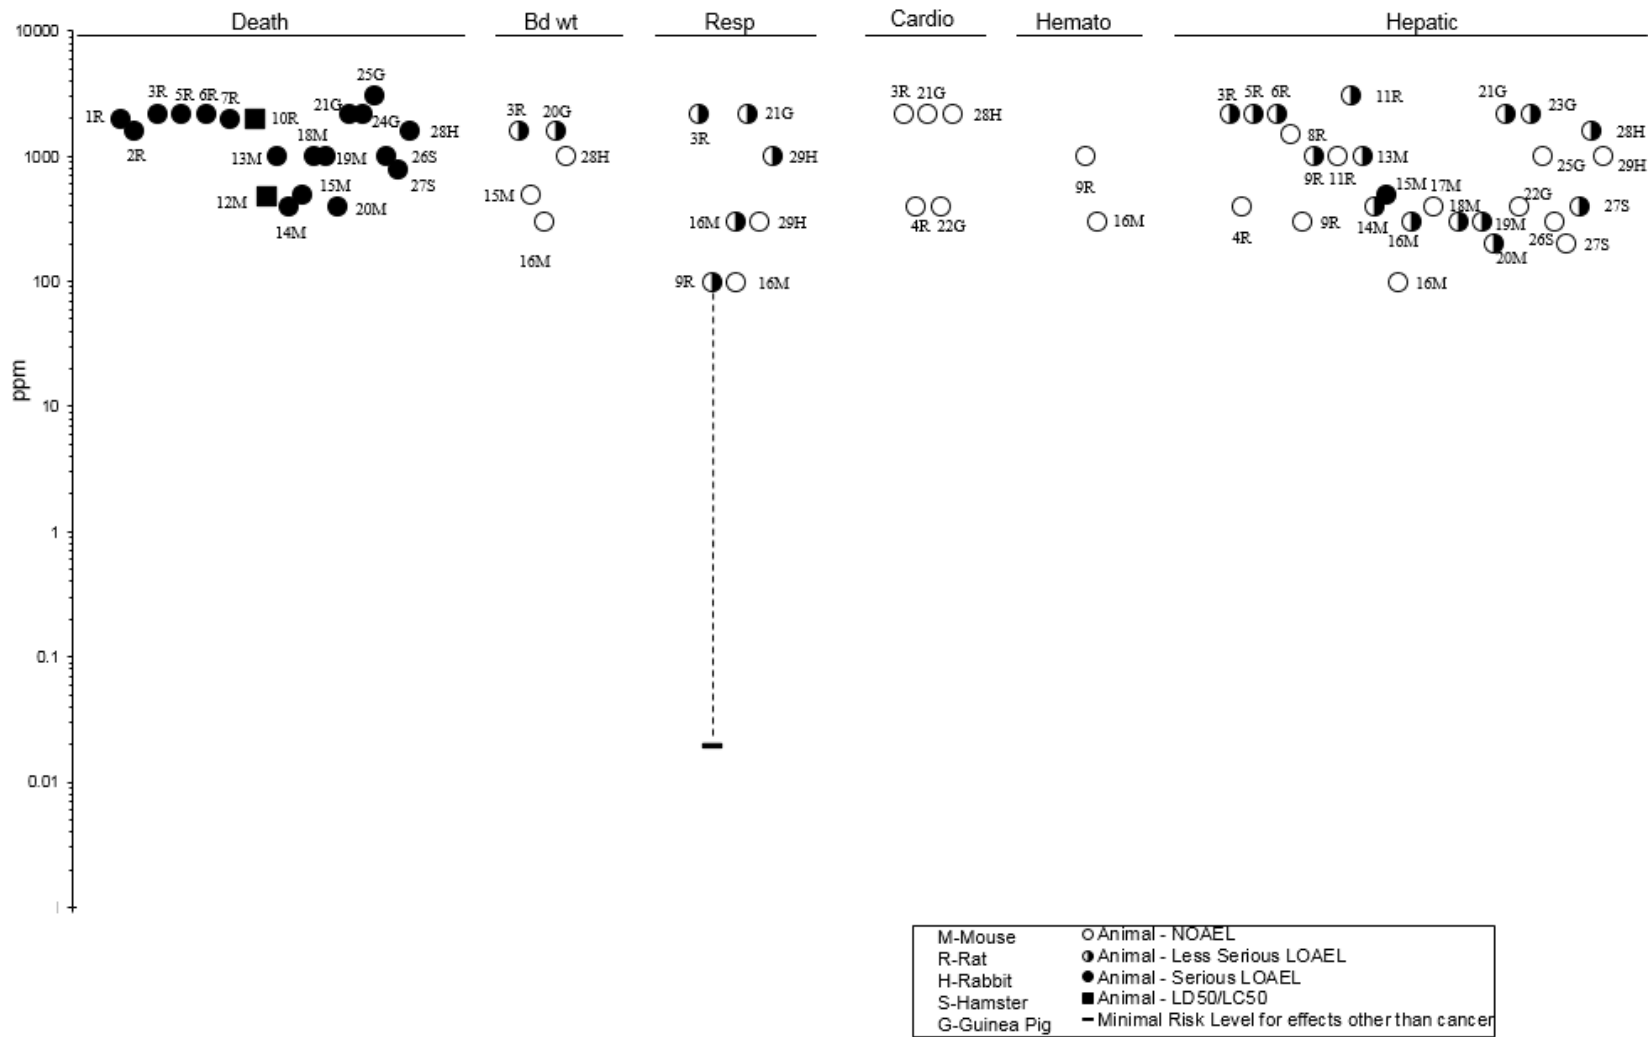 Death Bd wt Resp Cardio Hemato Hepatic
10000
25G
3R 5R 6R 7R 21G 3R 20G 21G 3R 21G 3R 5R 6R 11R 21G 23G
1R 10R 24G 28H 3R 28H 28H
2R 18M 8R
1000 13M 19M 26S 28H 29H 13M 25G 29H
27S 9R 9R 11R
12M 15M 15M 15M 17M 22G
20M 16M 29H 4R 22G 16M 9R 14M 18M 19M 27S
14M 4R 16M 26S 27S
16M 20M
100 9R 16M 16M
ppm
10
1
0.1
0.01
M-Mouse Animal - NOAEL
R-Rat Animal - Less Serious LOAEL
H-Rabbit Animal - Serious LOAEL
S-Hamster Animal - LD50/LC50
G-Guinea Pig Minimal Risk Level for effects other than cancer